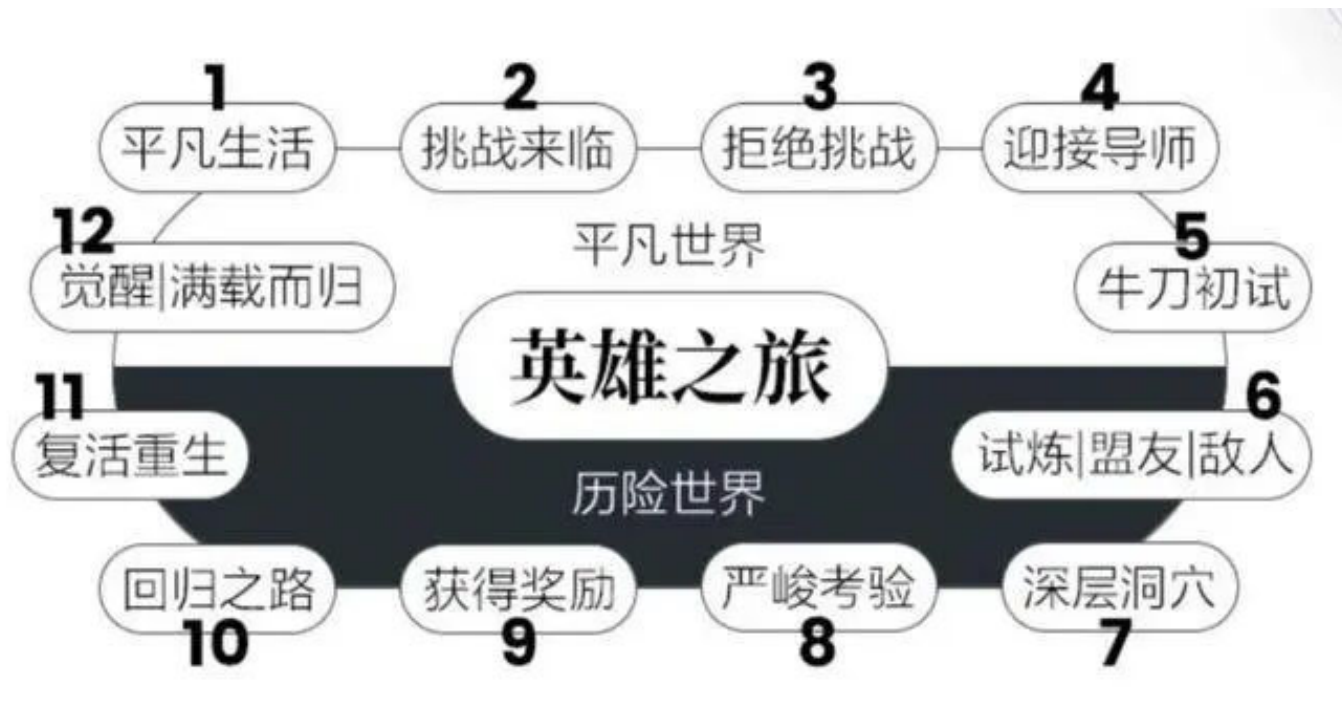 1
平凡生活
2
挑战来临
3
拒绝挑战
4
迎接导师
12
觉醒|满载而归
平凡世界
5
牛刀初试
英雄之旅
11
复活重生
历险世界
6
试炼|盟友|敌人
回归之路
10
获得奖励
9
严峻考验
8
深层洞穴
7